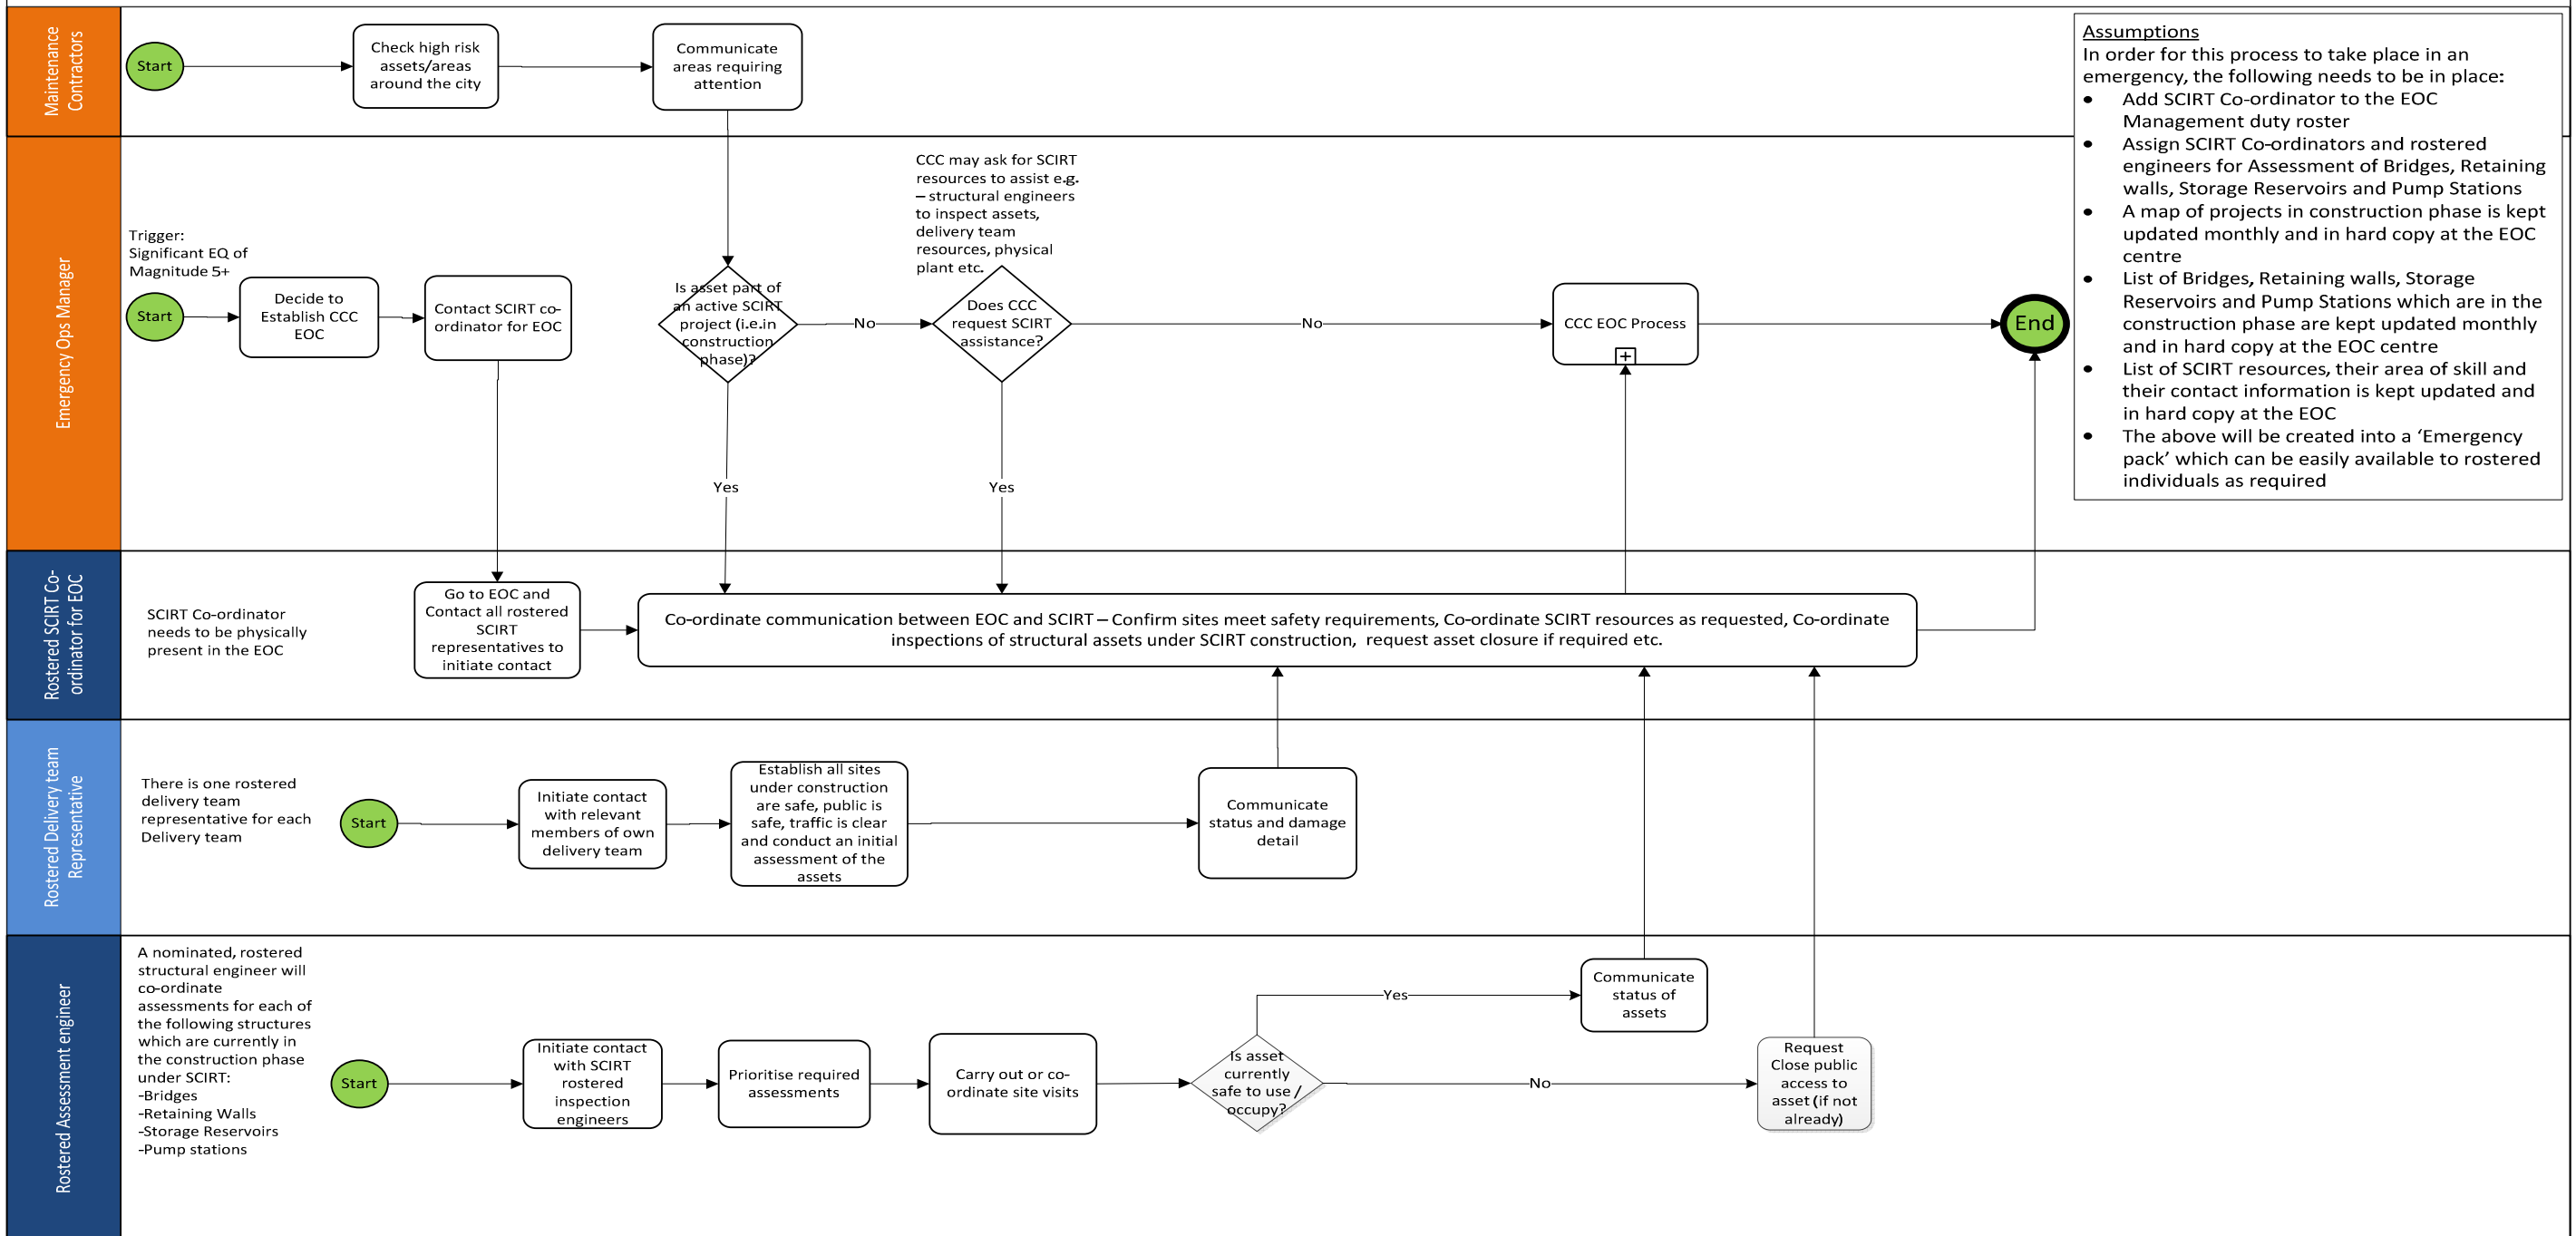 Maintenance
Contractors
Start
Check high risk
assets/areas
around the city
Communicate
areas requiring
attention
Emergency Ops Manager
Trigger:
Significant EQ of
Magnitude 5+
Start
Decide to
Establish CCC
EOC
Contact SCIRT co-
ordinator for EOC
Is asset part of
an active SCIRT
project (i.e.in
construction
phase)?
No
Yes
CCC may ask for SCIRT
resources to assist e.g.
– structural engineers
to inspect assets,
delivery team
resources, physical
plant etc.
Does CCC
request SCIRT
assistance?
No
Yes
CCC EOC Process
End
Assumptions
In order for this process to take place in an
emergency, the following needs to be in place:
• Add SCIRT Co-ordinator to the EOC
Management duty roster
• Assign SCIRT Co-ordinators and rostered
engineers for Assessment of Bridges, Retaining
walls, Storage Reservoirs and Pump Stations
• A map of projects in construction phase is kept
updated monthly and in hard copy at the EOC
centre
• List of Bridges, Retaining walls, Storage
Reservoirs and Pump Stations which are in the
construction phase are kept updated monthly
and in hard copy at the EOC centre
• List of SCIRT resources, their area of skill and
their contact information is kept updated and
in hard copy at the EOC
• The above will be created into a ‘Emergency
pack’ which can be easily available to rostered
individuals as required
Rostered SCIRT Co-
ordinator for EOC
SCIRT Co-ordinator
needs to be physically
present in the EOC
Go to EOC and
Contact all rostered
SCIRT
representatives to
initiate contact
Co-ordinate communication between EOC and SCIRT – Confirm sites meet safety requirements, Co-ordinate SCIRT resources as requested, Co-ordinate
inspections of structural assets under SCIRT construction, request asset closure if required etc.
Rostered Delivery team
Representative
There is one rostered
delivery team
representative for each
Delivery team
Start
Initiate contact
with relevant
members of own
delivery team
Establish all sites
under construction
are safe, public is
safe, traffic is clear
and conduct an initial
assessment of the
assets
Communicate
status and damage
detail
Rostered Assessment engineer
A nominated, rostered
structural engineer will
co-ordinate
assessments for each of
the following structures
which are currently in
the construction phase
under SCIRT:
-Bridges
-Retaining Walls
-Storage Reservoirs
-Pump stations
Start
Initiate contact
with SCIRT
rostered
inspection
engineers
Prioritise required
assessments
Carry out or co-
ordinate site visits
Is asset
currently
safe to use /
occupy?
Yes
No
Communicate
status of
assets
Request
Close public
access to
asset (if not
already)